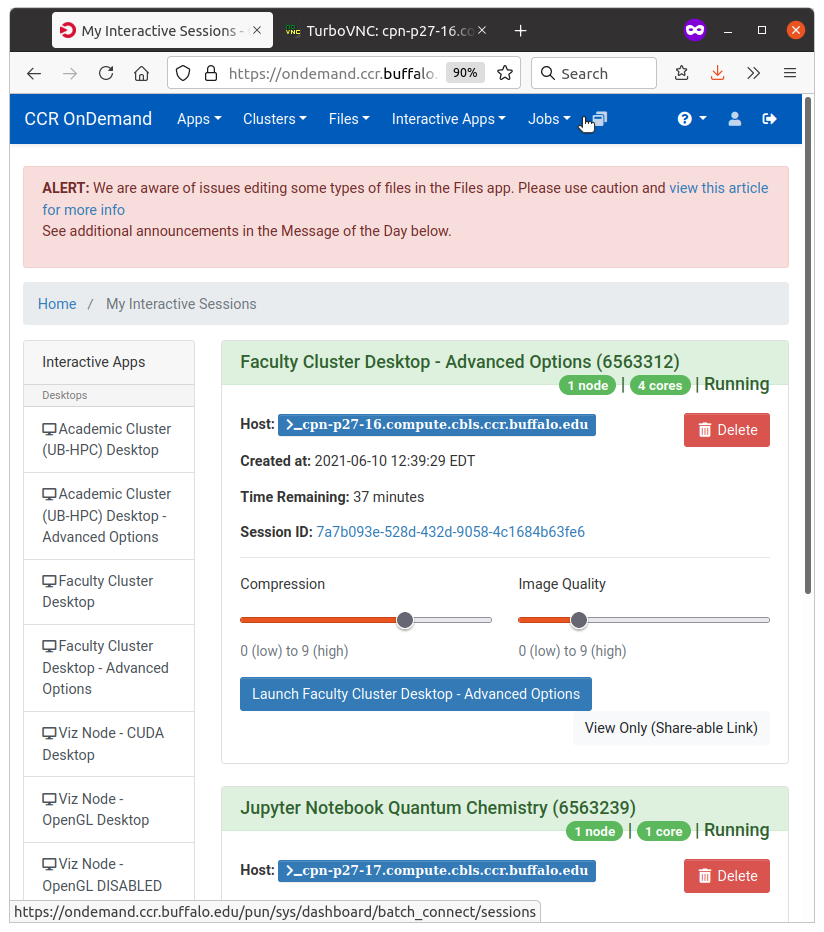 My Interactive Sessions -
TurboVNC: cpn-p27-16.cc
https://ondemand.ccr.buffalo.
90%
Search
CCR OnDemand
Apps
Clusters
Files
Interactive Apps
Jobs
ALERT: We are aware of issues editing some types of files in the Files app. Please use caution and view this article
for more info
See additional announcements in the Message of the Day below.
Home / My Interactive Sessions
Interactive Apps
Desktops
Academic Cluster
(UB-HPC) Desktop
Academic Cluster
(UB-HPC) Desktop -
Advanced Options
Faculty Cluster
Desktop
Faculty Cluster
Desktop - Advanced
Options
Viz Node - CUDA
Desktop
Viz Node -
OpenGL Desktop
Viz Node -
OpenGL DISABLED
Faculty Cluster Desktop - Advanced Options (6563312)
1 node | 4 cores | Running
Host: >_cpn-p27-16.compute.cbls.ccr.buffalo.edu
Delete
Created at: 2021-06-10 12:39:29 EDT
Time Remaining: 37 minutes
Session ID: 7a7b093e-528d-432d-9058-4c1684b63fe6
Compression
Image Quality
0 (low) to 9 (high)
0 (low) to 9 (high)
Launch Faculty Cluster Desktop - Advanced Options
View Only (Share-able Link)
Jupyter Notebook Quantum Chemistry (6563239)
1 node | 1 core | Running
Host: >_cpn-p27-17.compute.cbls.ccr.buffalo.edu
Delete
https://ondemand.ccr.buffalo.edu/pun/sys/dashboard/batch_connect/sessions